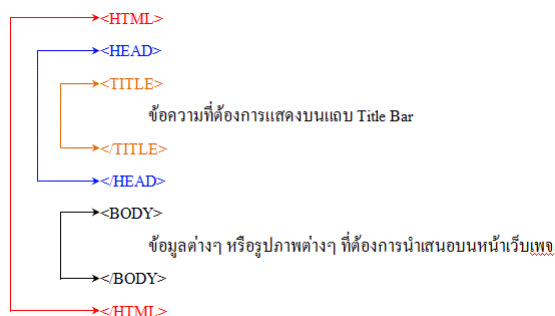 <HTML>
<HEAD>
<TITLE>
ข้อความที่ต้องการแสดงบนแถบ Title Bar
</TITLE>
</HEAD>
<BODY>
ข้อมูลต่างๆ หรือรูปภาพต่างๆ ที่ต้องการนำเสนอบนหน้าเว็บเพจ
</BODY>
</HTML>